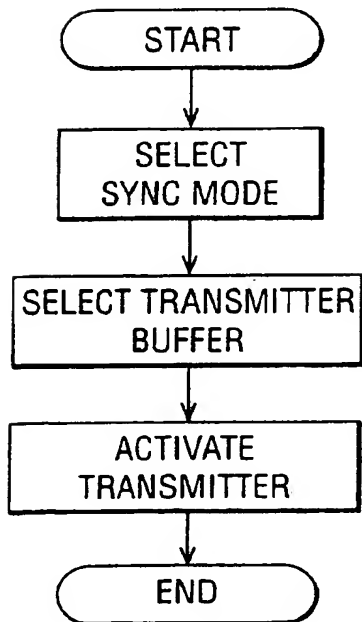 START
SELECT
SYNC MODE
SELECT TRANSMITTER
BUFFER
ACTIVATE
TRANSMITTER
END